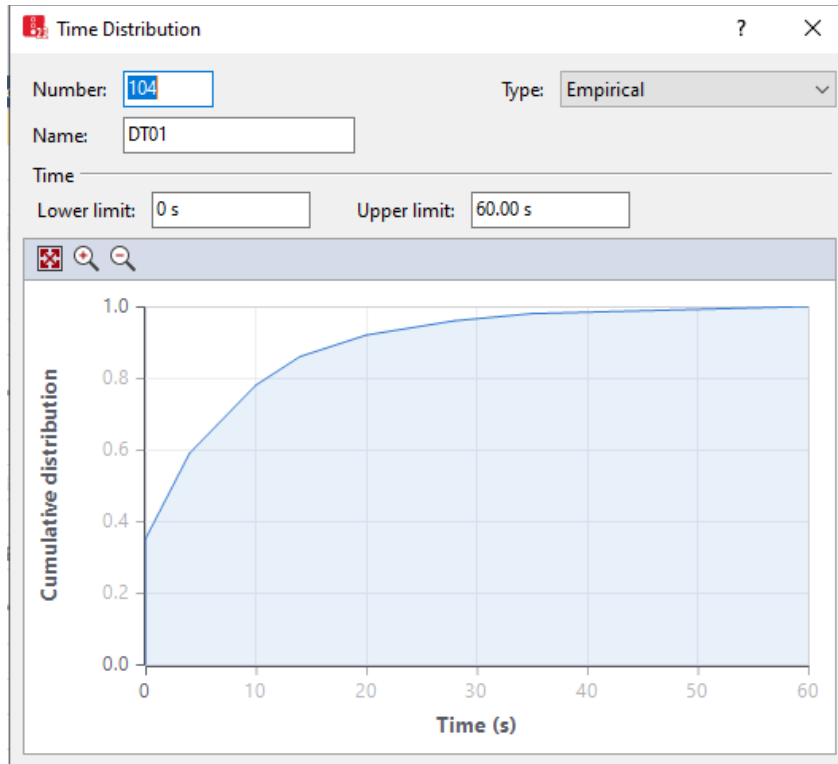 Time Distribution
Number: 104 Type: Empirical
Name: DT01
Time
Lower limit: 0 s Upper limit: 60.00 s
1.0
0.8
0.6
0.4
0.2
0.0
Cumulative distribution
0 10 20 30 40 50 60
Time (s)